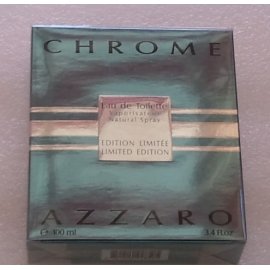 CHROME
Eau de Toilette
Vaporisateur
Natural Spray
EDITION LIMITÉE
LIMITED EDITION
AZZARO
e 100 ml
3.4 fl.oz